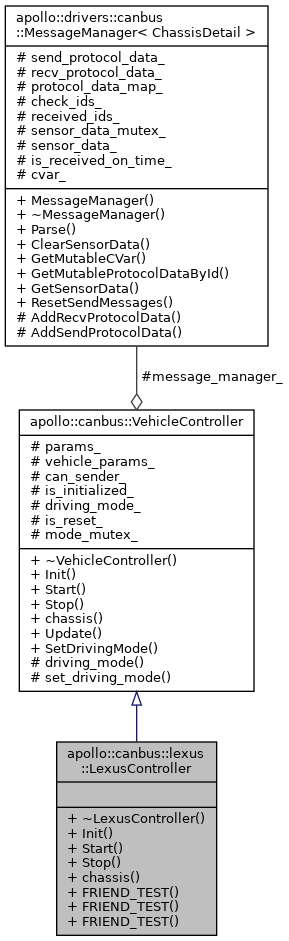 apollo::drivers::canbus
::MessageManager< ChassisDetail >
# send_protocol_data_
# recv_protocol_data_
# protocol_data_map_
# check_ids_
# received_ids_
# sensor_data_mutex_
# sensor_data_
# is_received_on_time_
# cvar_
+ MessageManager()
+ ~MessageManager()
+ Parse()
+ ClearSensorData()
+ GetMutableCVar()
+ GetMutableProtocolDataById()
+ GetSensorData()
+ ResetSendMessages()
# AddRecvProtocolData()
# AddSendProtocolData()
#message_manager_
apollo::canbus::VehicleController
# params_
# vehicle_params_
# can_sender_
# is_initialized_
# driving_mode_
# is_reset_
# mode_mutex_
+ ~VehicleController()
+ Init()
+ Start()
+ Stop()
+ chassis()
+ Update()
+ SetDrivingMode()
# driving_mode()
# set_driving_mode()
apollo::canbus::lexus
::LexusController
+ ~LexusController()
+ Init()
+ Start()
+ Stop()
+ chassis()
+ FRIEND_TEST()
+ FRIEND_TEST()
+ FRIEND_TEST()